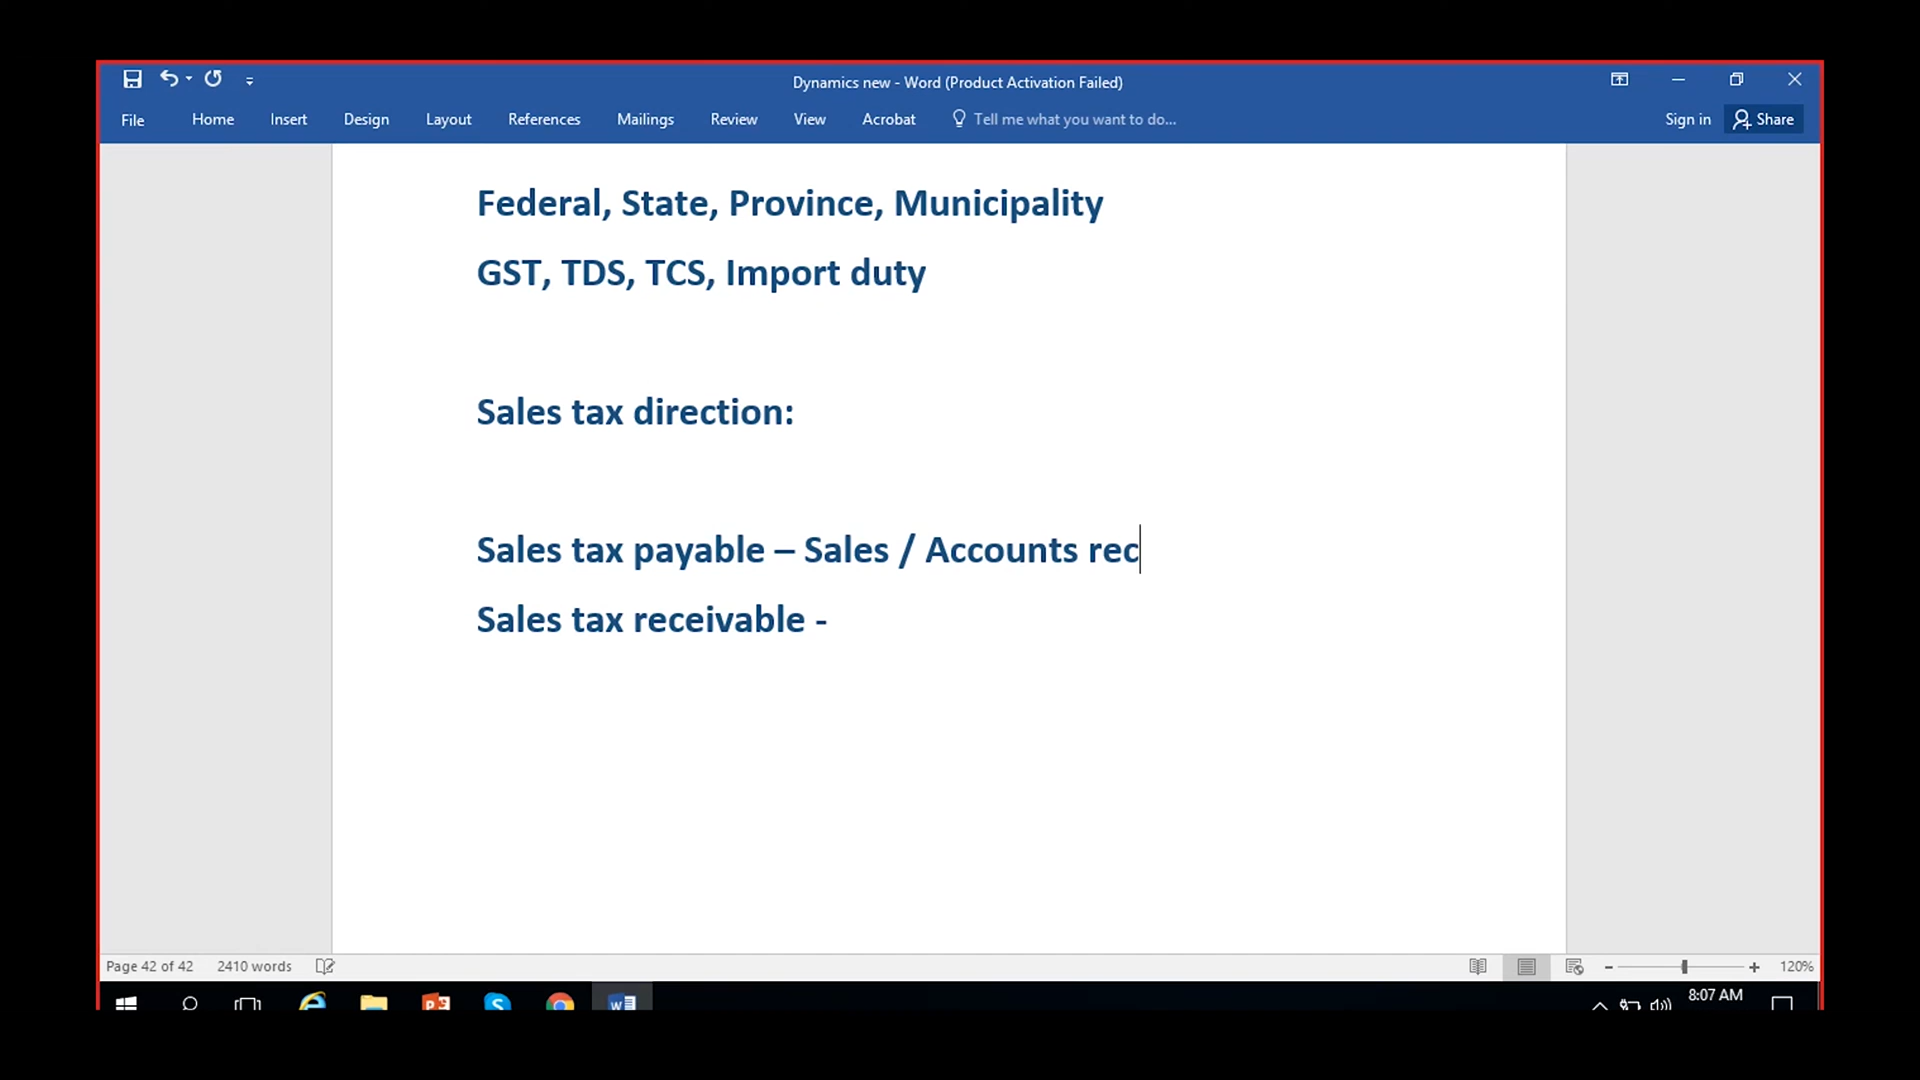 Dynamics new - Word (Product Activation Failed)
File Home Insert Design Layout References Mailings Review View Acrobat Tell me what you want to do... Sign in Share
Federal, State, Province, Municipality
GST, TDS, TCS, Import duty
Sales tax direction:
Sales tax payable – Sales / Accounts rec
Sales tax receivable -
Page 42 of 42 2410 words 120%
8:07 AM